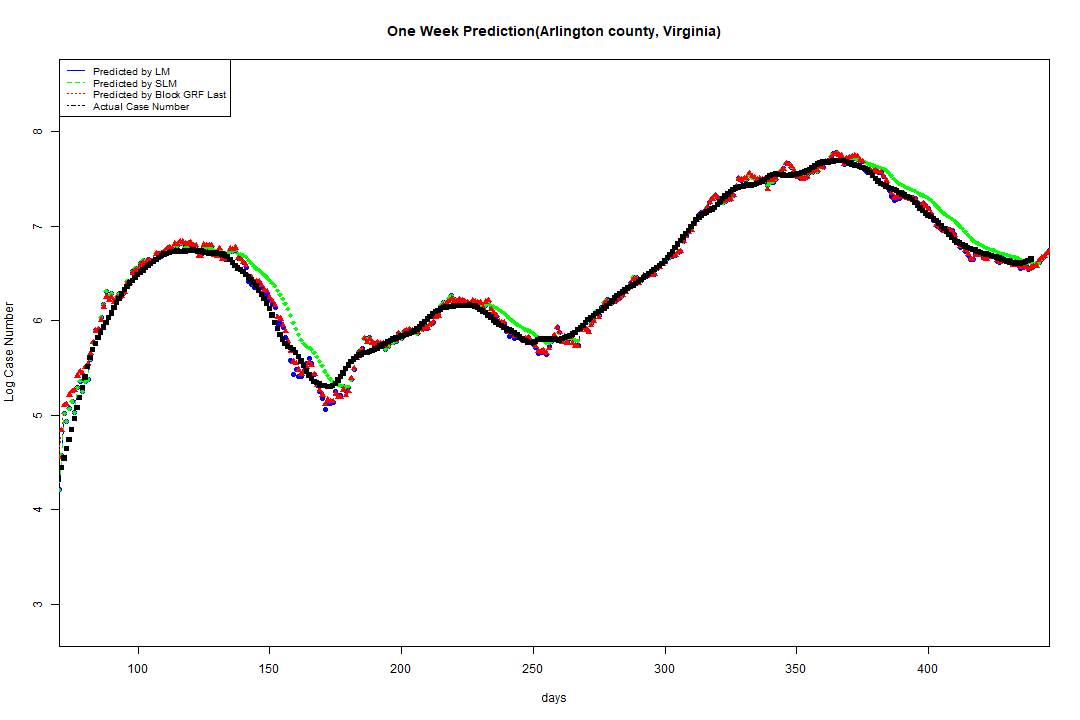 One Week Prediction(Arlington county, Virginia)
Predicted by LM
Predicted by SLM
Predicted by Block GRF Last
Actual Case Number
8
7
6
5
4
3
Log Case Number
100 150 200 250 300 350 400
days